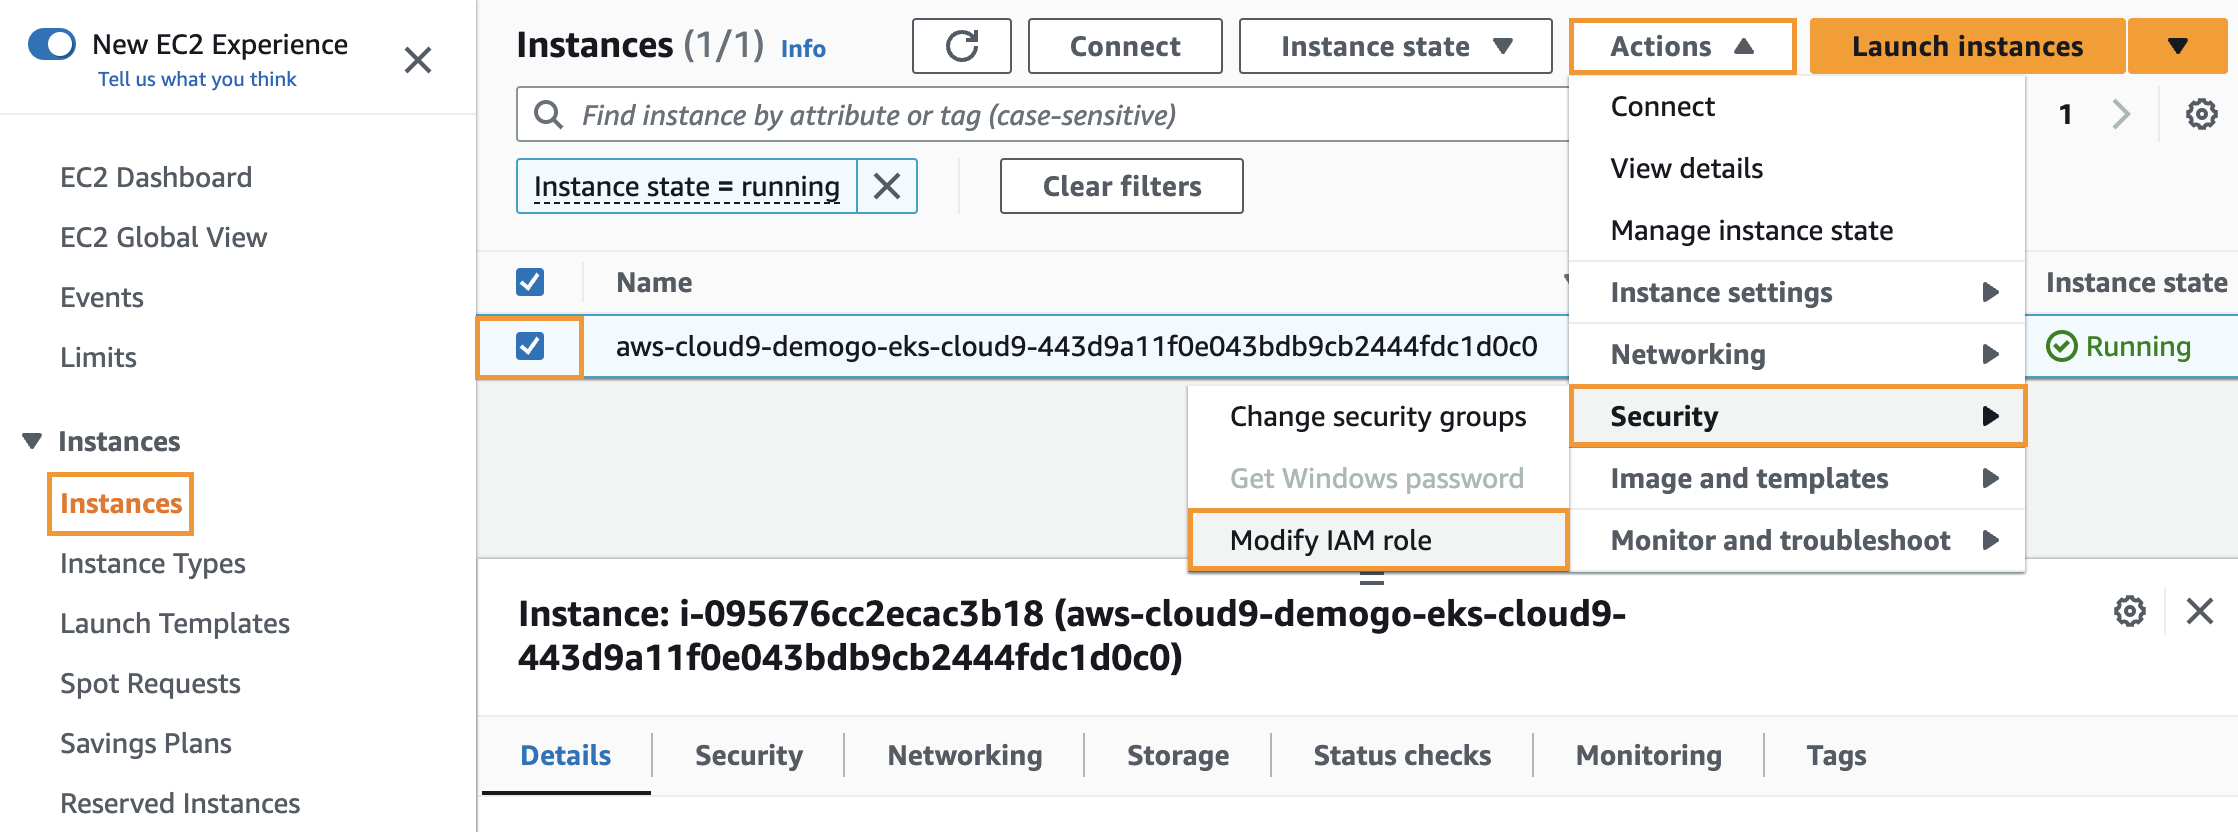 New EC2 Experience
Tell us what you think
EC2 Dashboard
EC2 Global View
Events
Limits
Instances
Instances
Instance Types
Launch Templates
Spot Requests
Savings Plans
Reserved Instances
Instances (1/1) Info
Connect
Instance state
Actions
Launch instances
Find instance by attribute or tag (case-sensitive)
1
Instance state = running
Clear filters
Name
Instance state
aws-cloud9-demogo-eks-cloud9-443d9a11f0e043bdb9cb2444fdc1d0c0
Running
Connect
View details
Manage instance state
Instance settings
Networking
Security
Image and templates
Monitor and troubleshoot
Change security groups
Get Windows password
Modify IAM role
Instance: i-095676cc2ecac3b18 (aws-cloud9-demogo-eks-cloud9-
443d9a11f0e043bdb9cb2444fdc1d0c0)
Details
Security
Networking
Storage
Status checks
Monitoring
Tags